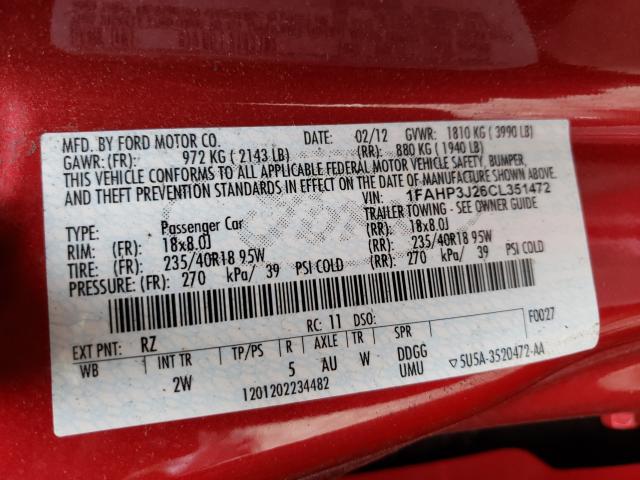 MFD. BY FORD MOTOR CO. DATE: 02/12 GVWR: 1810 KG ( 3990 LB)
GAWR: (FR): 972 KG ( 2143 LB) (RR): 880 KG ( 1940 LB)
THIS VEHICLE CONFORMS TO ALL APPLICABLE FEDERAL MOTOR VEHICLE SAFETY, BUMPER,
AND THEFT PREVENTION STANDARDS IN EFFECT ON THE DATE OF MANUFACTURE SHOWN ABOVE.
VIN: 1FAHP3J26CL351472
TYPE: Passenger Car TRAILER TOWING - SEE OWNER GUIDE
RIM: (FR): 18x8.0J (RR): 18x8.0J
TIRE: (FR): 235/40R18 95W (RR): 235/40R18 95W
PRESSURE: (FR): 270 kPa/ 39 PSI COLD (RR): 270 kPa/ 39 PSI COLD
RC: 11 DSO: F0027
EXT PNT: RZ
WB INT TR TP/PS R AXLE TR SPR
2W 5 AU W DDGG
UMU
1201202234482 5U5A-3520472-AA